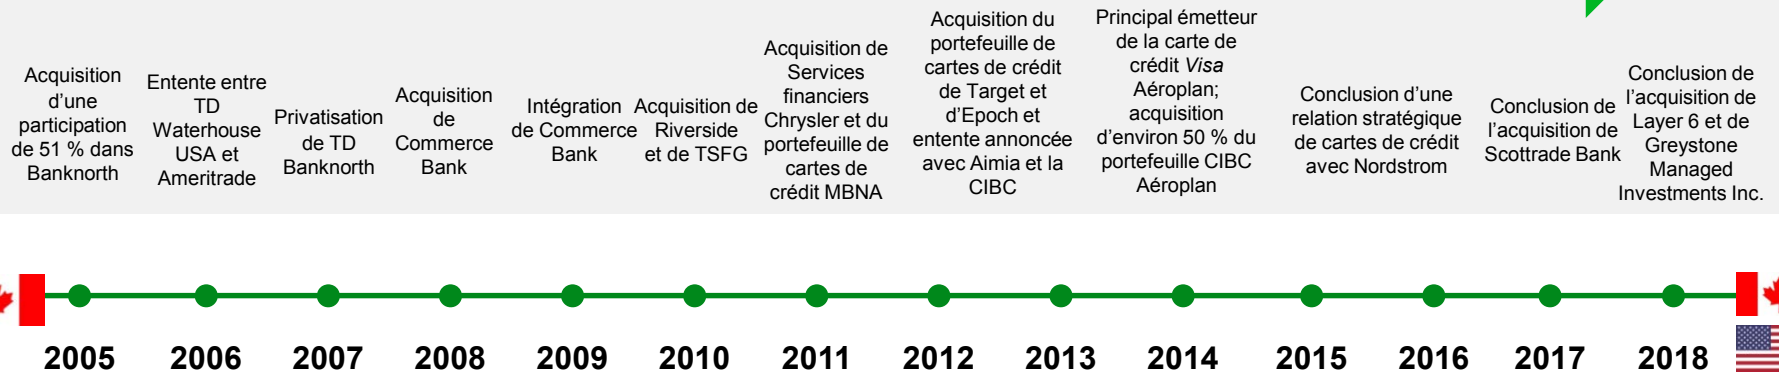 Acquisition
d’une
participation
de 51 % dans
Banknorth
Entente entre
TD
Waterhouse
USA et
Ameritrade
Privatisation
de TD
Banknorth
Acquisition
de
Commerce
Bank
Intégration
de Commerce
Bank
Acquisition de
Riverside
et de TSFG
Acquisition de
Services
financiers
Chrysler et du
portefeuille de
cartes de
crédit MBNA
Acquisition du
portefeuille de
cartes de crédit
de Target et
d’Epoch et
entente annoncée
avec Aimia et la
CIBC
Principal émetteur
de la carte de
crédit Visa
Aéroplan;
acquisition
d’environ 50 % du
portefeuille CIBC
Aéroplan
Conclusion d’une
relation stratégique
de cartes de crédit
avec Nordstrom
Conclusion de
l’acquisition de
Scottrade Bank
Conclusion de
l’acquisition de
Layer 6 et de
Greystone
Managed
Investments Inc.
2005 2006 2007 2008 2009 2010 2011 2012 2013 2014 2015 2016 2017 2018